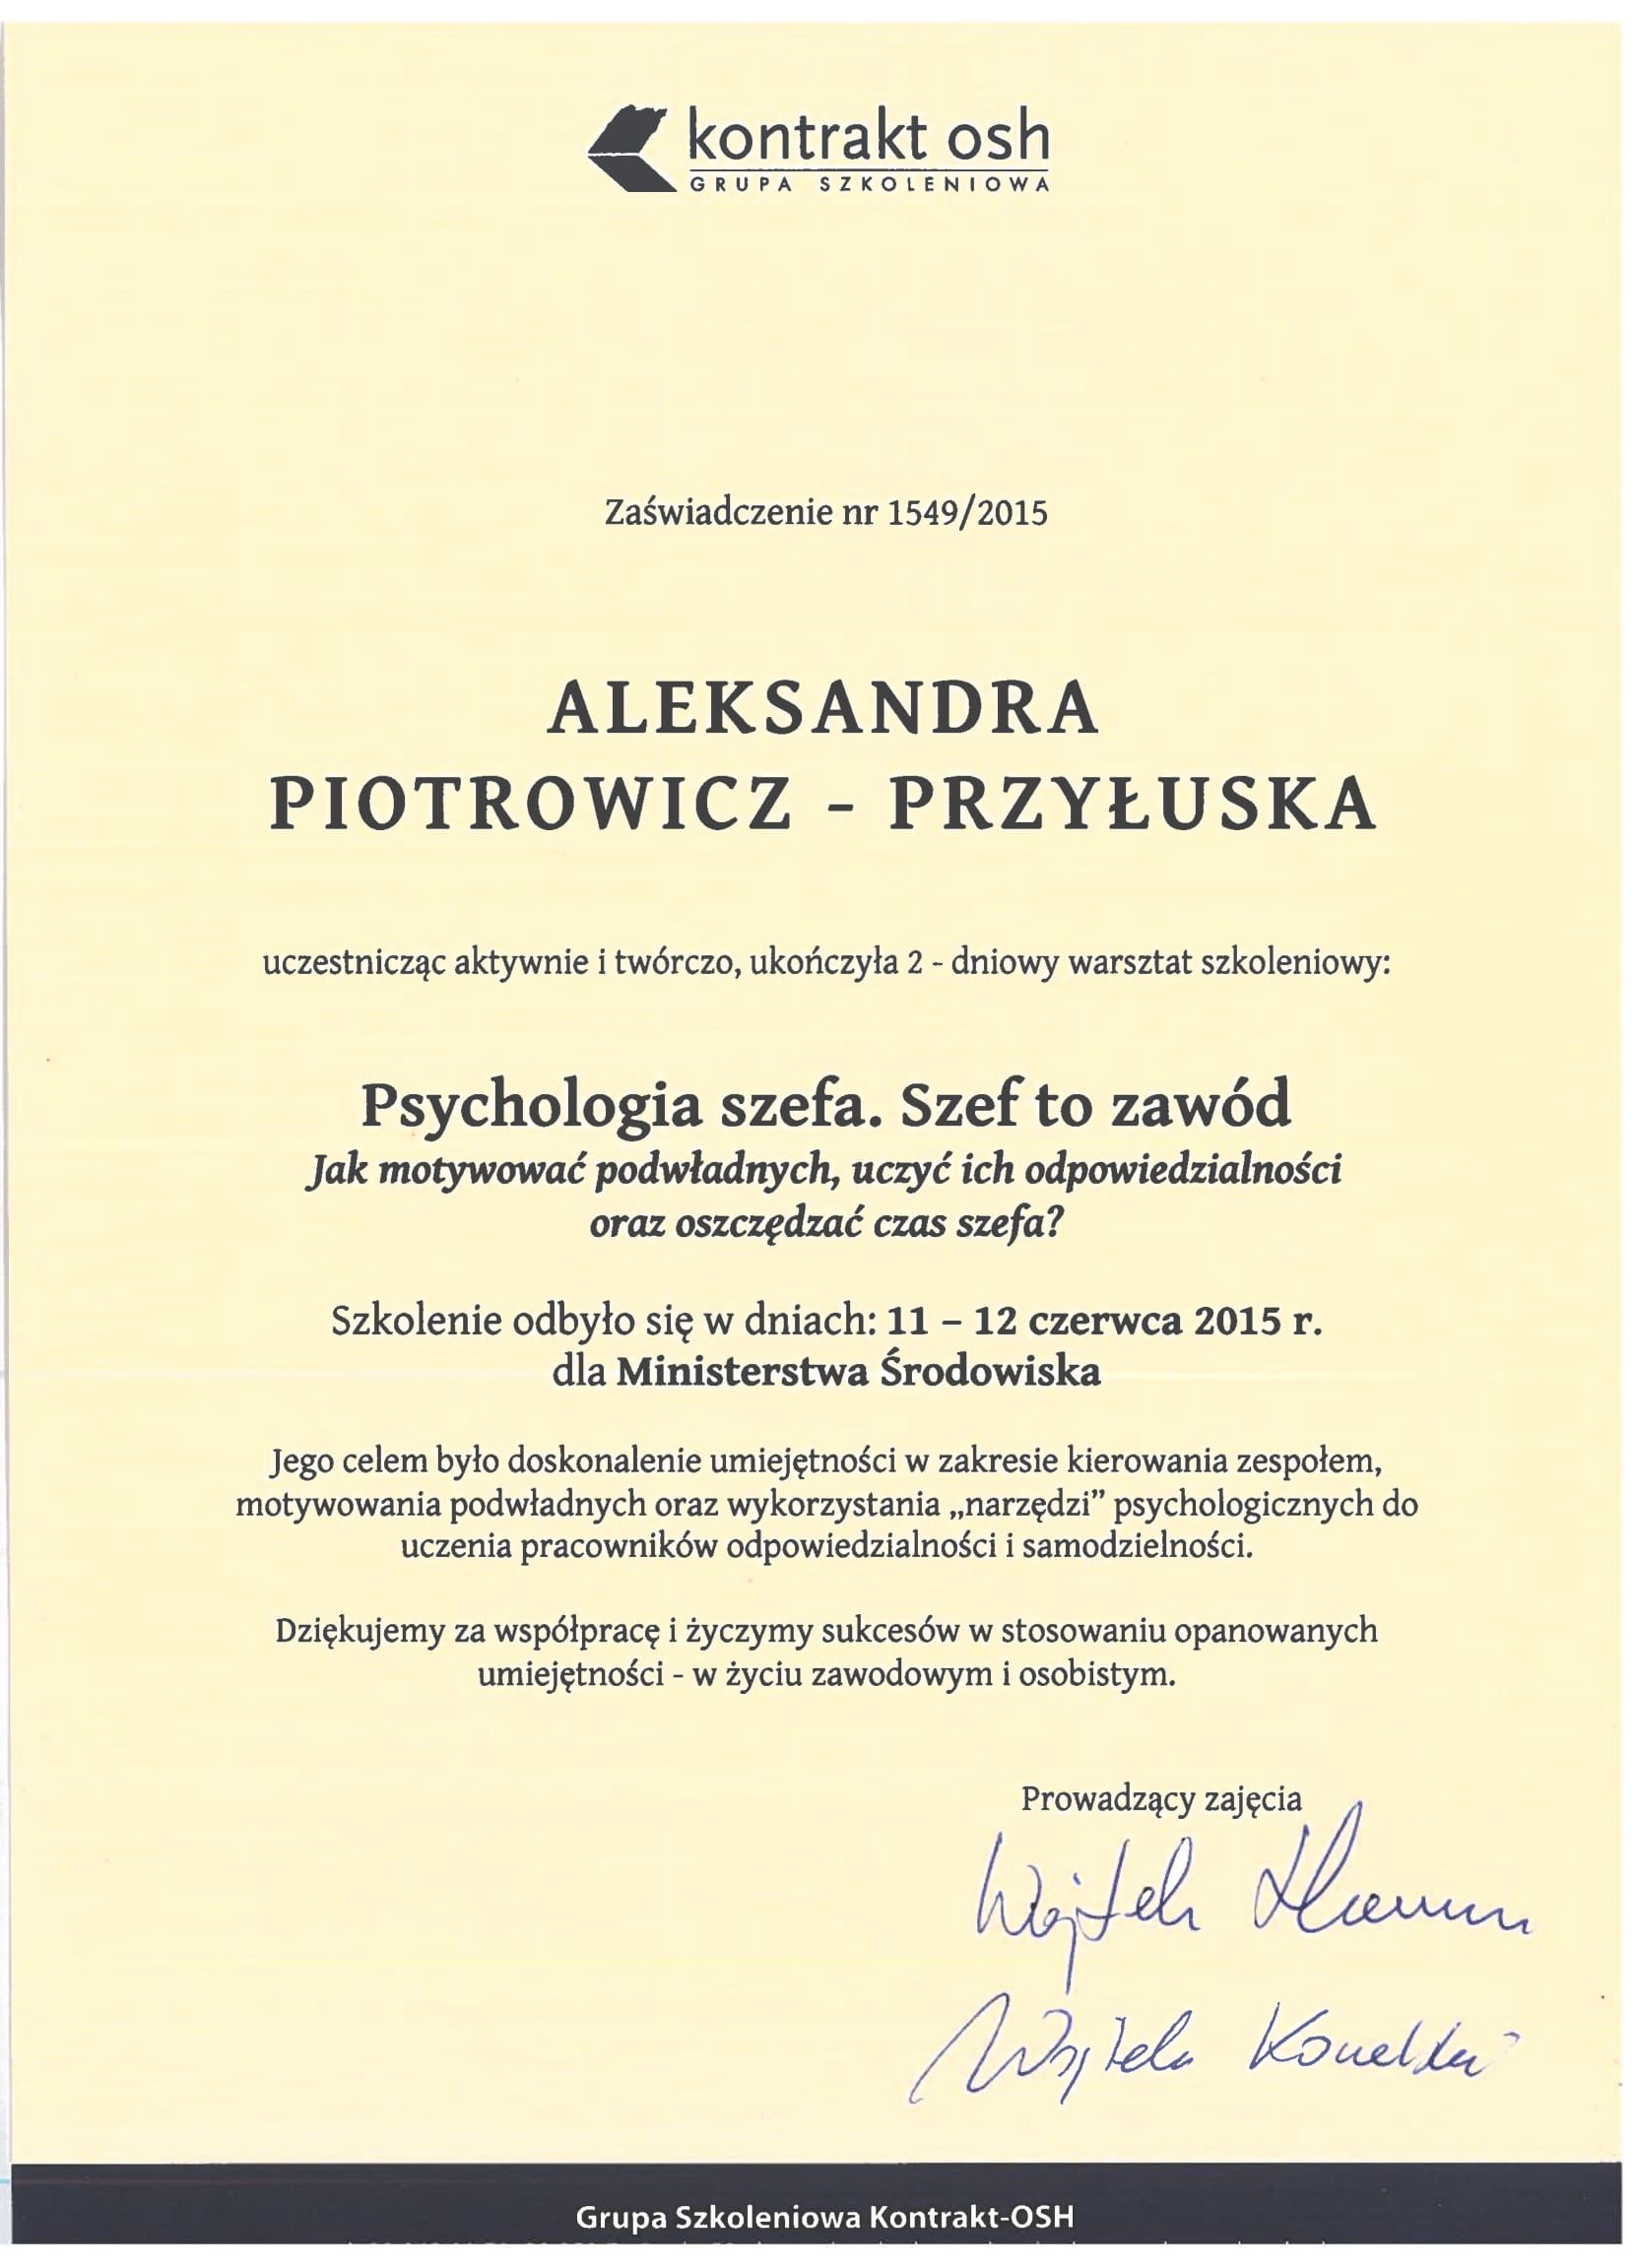 kontrakt osh
GRUPA SZKOLENIOWA
Zaświadczenie nr 1549/2015
ALEKSANDRA
PIOTROWICZ - PRZYŁUSKA
uczestnicząc aktywnie i twórczo, ukończyła 2 - dniowy warsztat szkoleniowy:
Psychologia szefa. Szef to zawód
Jak motywować podwładnych, uczyć ich odpowiedzialności
oraz oszczędzać czas szefa?
Szkolenie odbyło się w dniach: 11 – 12 czerwca 2015 r.
dla Ministerstwa Środowiska
Jego celem było doskonalenie umiejętności w zakresie kierowania zespołem,
motywowania podwładnych oraz wykorzystania „narzędzi” psychologicznych do
uczenia pracowników odpowiedzialności i samodzielności.
Dziękujemy za współpracę i życzymy sukcesów w stosowaniu opanowanych
umiejętności - w życiu zawodowym i osobistym.
Prowadzący zajęcia
Wojtek
Grupa Szkoleniowa Kontrakt-OSH